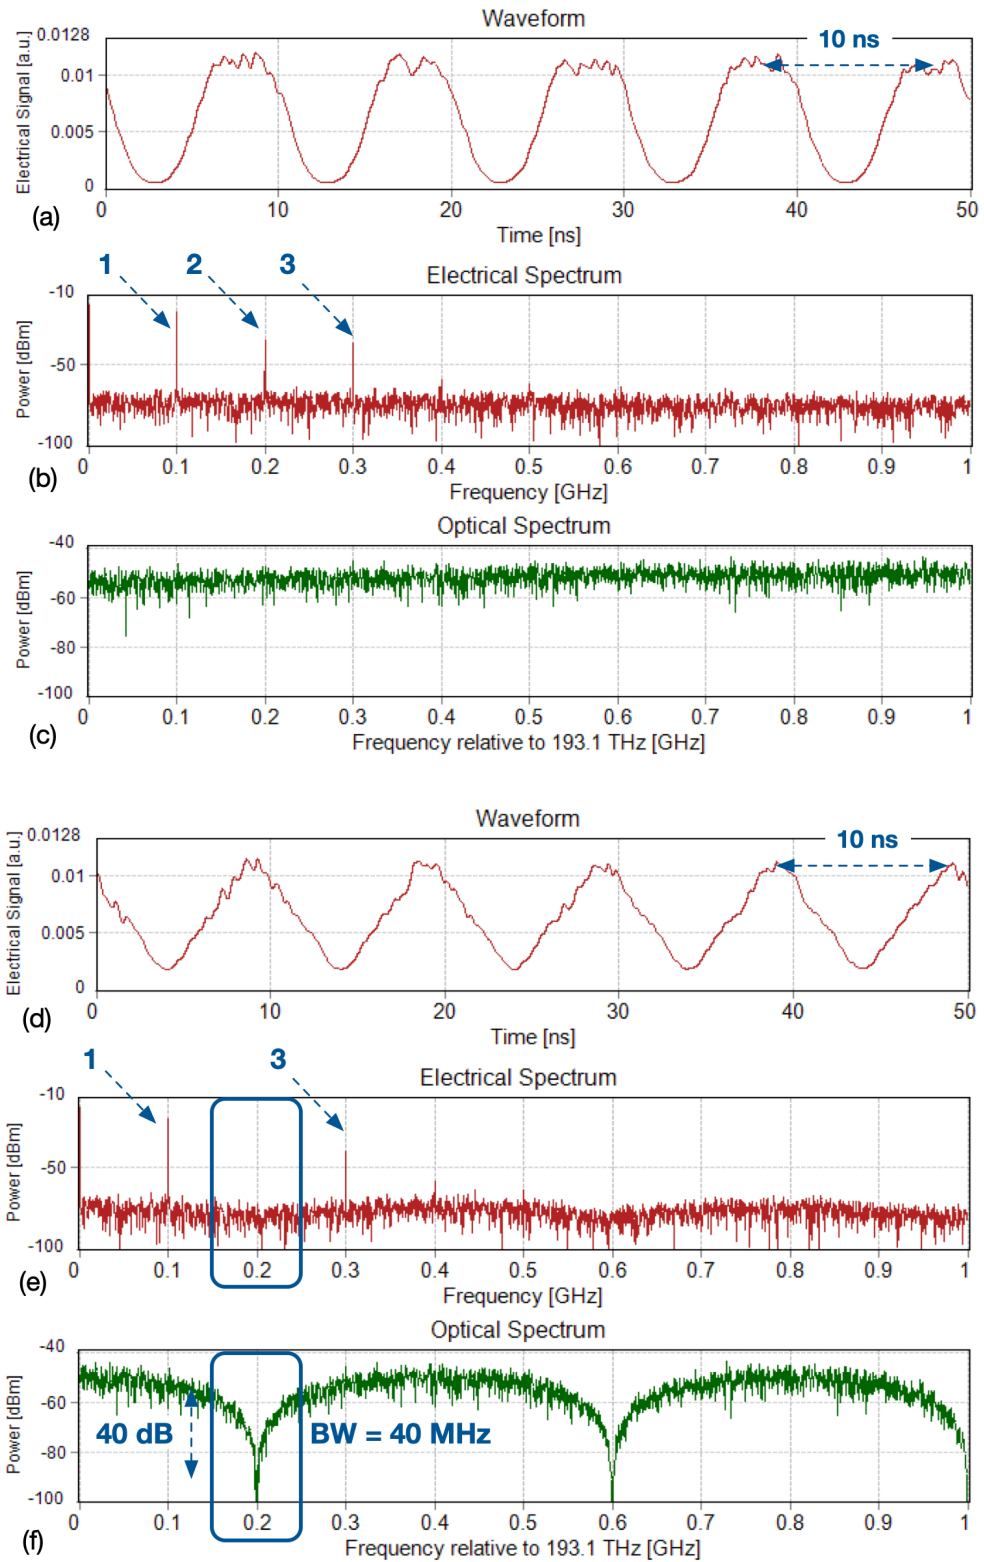 Waveform
0.0128
0.01
0.005
0
Electrical Signal [a.u.]
10 ns
0 10 20 30 40 50
Time [ns]
(a)
1 2 3
Electrical Spectrum
-10
-50
-100
Power [dBm]
0 0.1 0.2 0.3 0.4 0.5 0.6 0.7 0.8 0.9 1
Frequency [GHz]
(b)
Optical Spectrum
-40
-60
-80
-100
Power [dBm]
0 0.1 0.2 0.3 0.4 0.5 0.6 0.7 0.8 0.9 1
Frequency relative to 193.1 THz [GHz]
(c)
Waveform
0.0128
0.01
0.005
0
Electrical Signal [a.u.]
10 ns
0 10 20 30 40 50
Time [ns]
(d)
1 3
Electrical Spectrum
-10
-50
-100
Power [dBm]
0 0.1 0.2 0.3 0.4 0.5 0.6 0.7 0.8 0.9 1
Frequency [GHz]
(e)
Optical Spectrum
-40
-60
-80
-100
Power [dBm]
40 dB
BW = 40 MHz
0 0.1 0.2 0.3 0.4 0.5 0.6 0.7 0.8 0.9 1
Frequency relative to 193.1 THz [GHz]
(f)